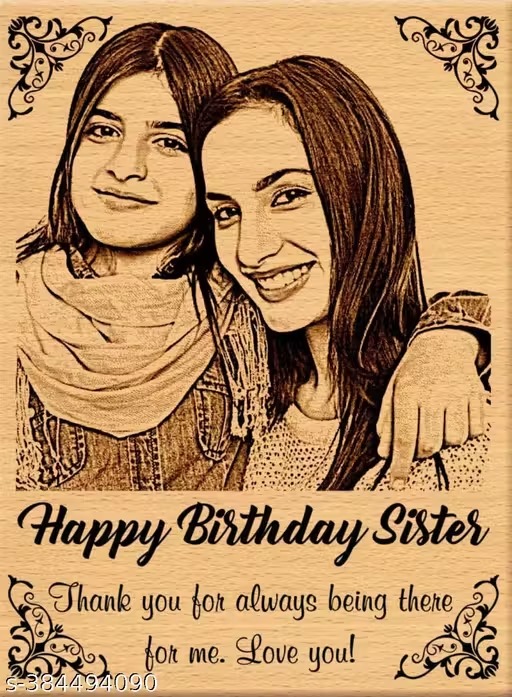 Happy Birthday Sister
Thank you for always being there
for me. Love you!
s-384494090